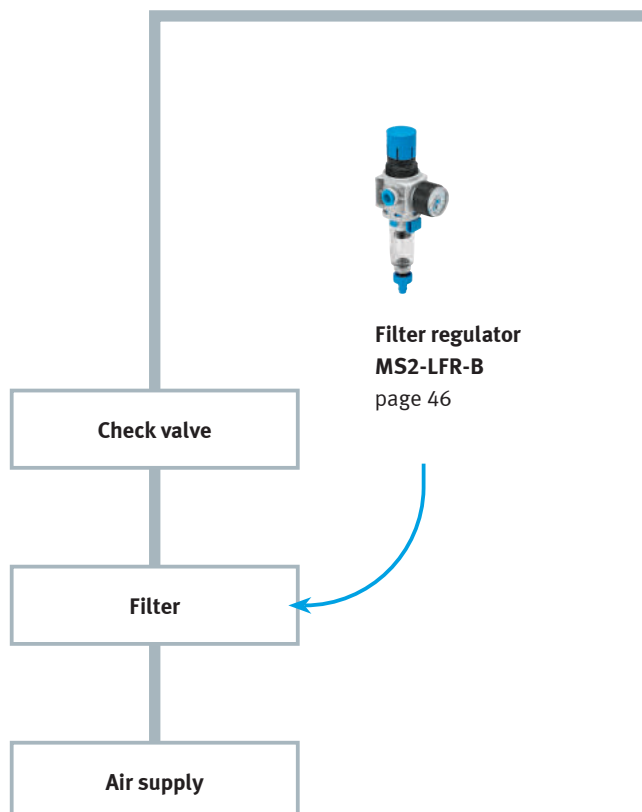 Filter regulator
MS2-LFR-B
page 46
Check valve
Filter
Air supply